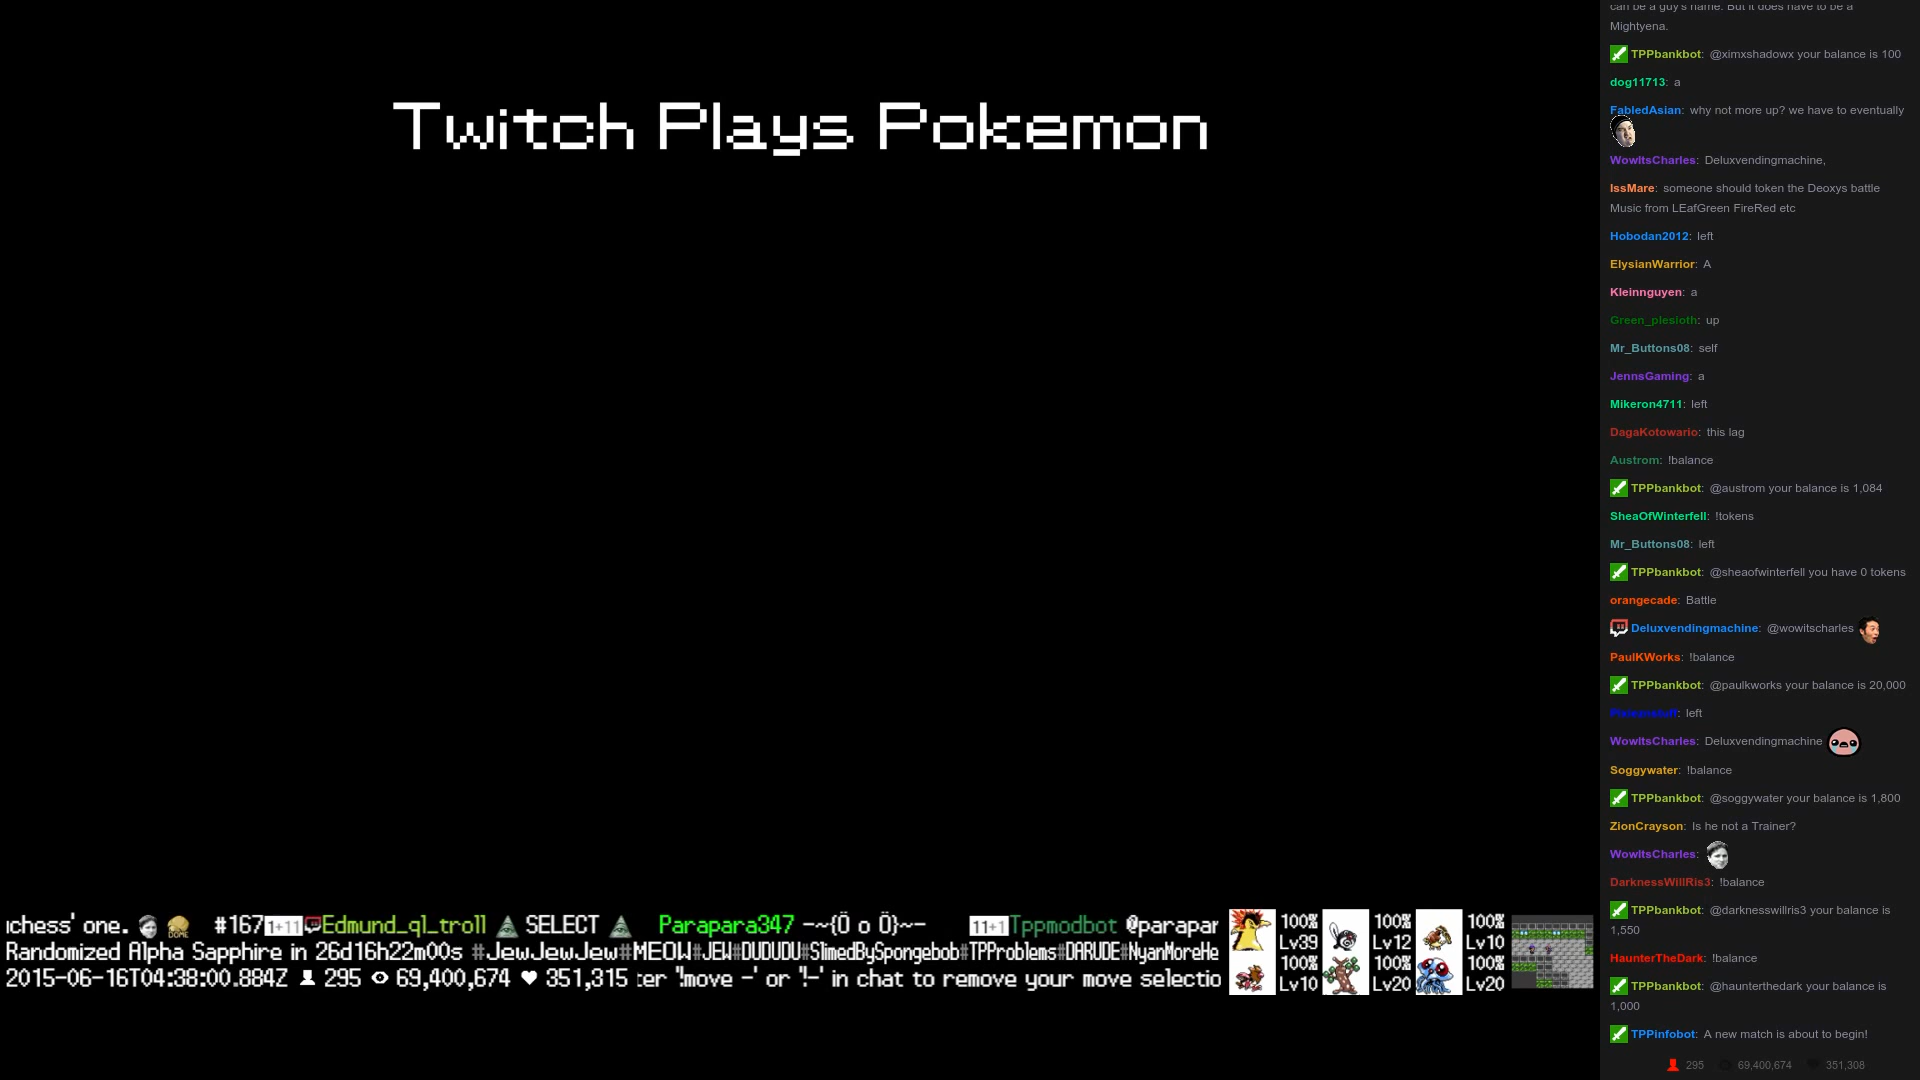 Twitch Plays Pokemon
can be a guy's name. But it does have to be a
Mightyena.
TPPbankbot: @ximxshadowx your balance is 100
dog11713: a
FabledAsian: why not more up? we have to eventually
WowItsCharles: Deluxvendingmachine,
IssMare: someone should token the Deoxys battle
Music from LEafGreen FireRed etc
Hobodan2012: left
ElysianWarrior: A
Kleinnguyen: a
Green_plesioth: up
Mr_Buttons08: self
JennsGaming: a
Mikeron4711: left
DagaKotowario: this lag
Austrom: !balance
TPPbankbot: @austrom your balance is 1,084
SheaOfWinterfell: !tokens
Mr_Buttons08: left
TPPbankbot: @sheaofwinterfell you have 0 tokens
orangecade: Battle
Deluxvendingmachine: @wowitscharles
PaulKWorks: !balance
TPPbankbot: @paulkworks your balance is 20,000
: left
WowItsCharles: Deluxvendingmachine
Soggywater: !balance
TPPbankbot: @soggywater your balance is 1,800
ZionCrayson: Is he not a Trainer?
WowItsCharles:
DarknessWillRis3: !balance
TPPbankbot: @darknesswillris3 your balance is
1,550
HaunterTheDark: !balance
TPPbankbot: @haunterthedark your balance is
1,000
TPPinfobot: A new match is about to begin!
295 69,400,674 351,308
chess' one. DOME #167 1+11 Edmund_ql_troll SELECT Parapara347 -~~{Ö o Ö}~~- 11+1 Tppmodbot @parapar
Randomized Alpha Sapphire in 26d16h22m00s #JewJewJew#MEOW#JEW#DUDUDU#SlimedBySpongebob#TPProblems#DARUDE#NyanMoreHe
2015-06-16T04:38:00.884Z 295 69,400,674 351,315 ter "!move -" or "!-" in chat to remove your move selectio
100% 100% 100%
Lv39 Lv12 Lv10
100% 100% 100%
Lv10 Lv20 Lv20